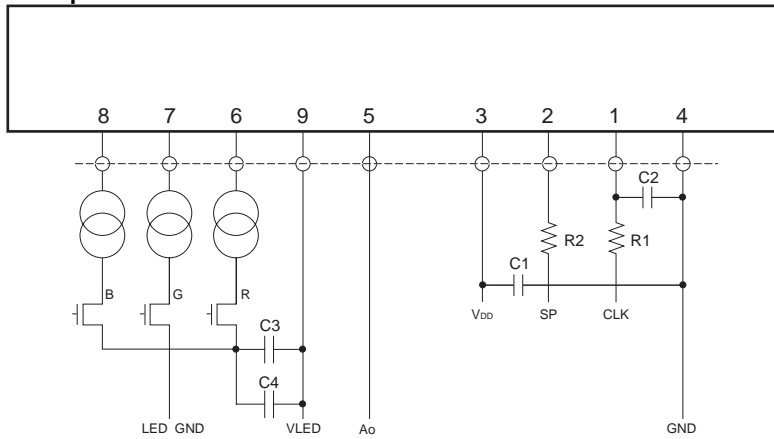 8 7 6 9 5 3 2 1 4
C2
R2 R1
C1
B G R
VDD SP CLK
C3
C4
LED GND VLED Ao GND